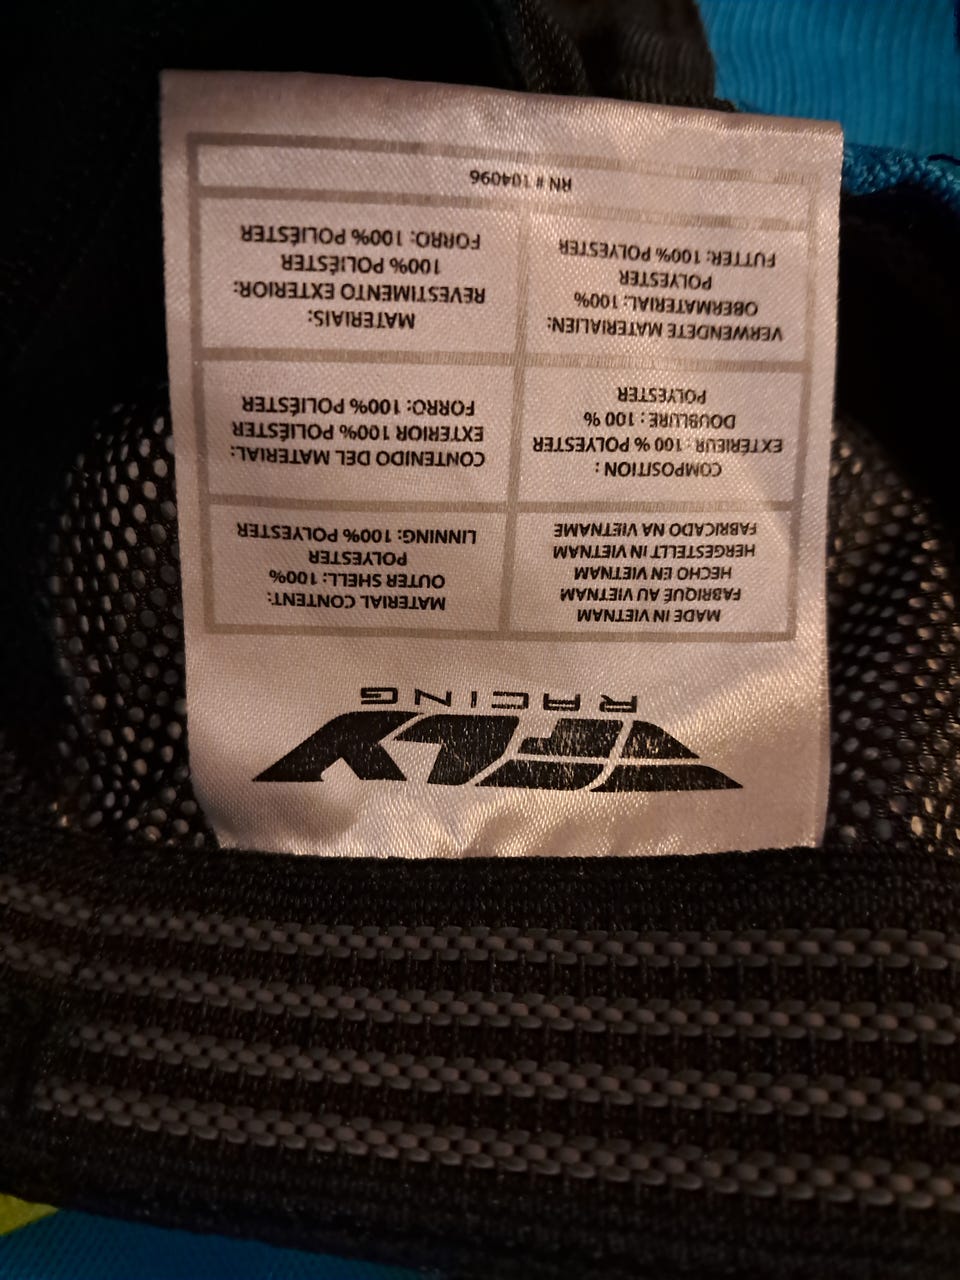 FLY
RACING
MADE IN VIETNAM
FABRIQUÉ AU VIETNAM
HECHO EN VIETNAM
HERGESTELLT IN VIETNAM
FABRICADO NA VIETNAME
MATERIAL CONTENT:
OUTER SHELL: 100%
POLYESTER
LINNING: 100% POLYESTER
COMPOSITION :
EXTÉRIEUR : 100 % POLYESTER
DOUBLURE : 100 %
POLYESTER
CONTENIDO DEL MATERIAL:
EXTERIOR 100% POLIÉSTER
FORRO: 100% POLIÉSTER
VERWENDETE MATERIALIEN:
OBERMATERIAL: 100%
POLYESTER
FUTTER: 100% POLYESTER
MATERIAIS:
REVESTIMENTO EXTERIOR:
100% POLIÉSTER
FORRO: 100% POLIÉSTER
RN # 104096